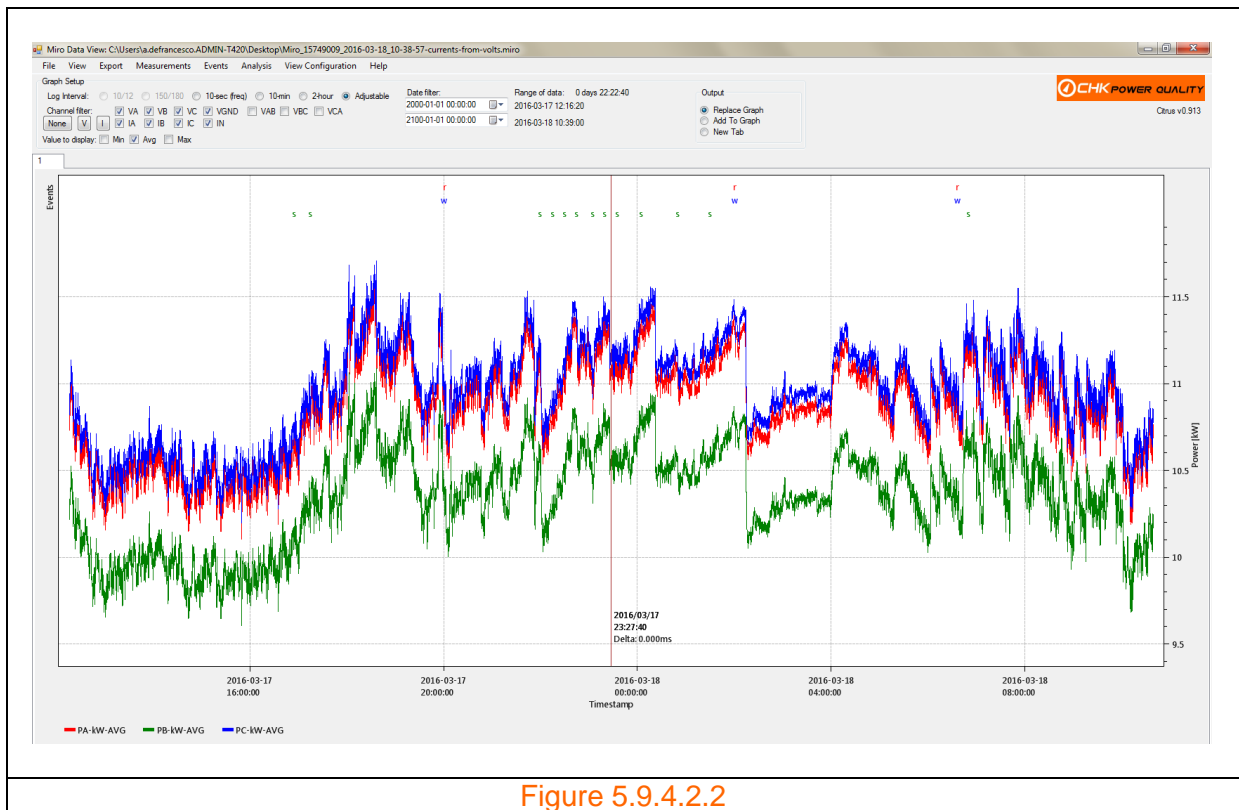 Miro Data View: C:\Users\a.defrancesco.ADMIN-T420\Desktop\Miro_15749009_2016-03-18_10-38-57-currents-from-volts.miro
File View Export Measurements Events Analysis View Configuration Help
Graph Setup
Log Interval: 10/12 150/180 10-sec (freq) 10-min 2-hour Adjustable
Channel filter: VA VB VC VGND VAB VBC VCA
None V I IA IB IC IN
Value to display: Min Avg Max
Date filter:
2000-01-01 00:00:00
2100-01-01 00:00:00
Range of data: 0 days 22:22:40
2016-03-17 12:16:20
2016-03-18 10:39:00
Output
Replace Graph
Add To Graph
New Tab
CHK POWER QUALITY
Citrus v0.913
1
Events
r r r
w w w
s s s s s s s s s s s s s
11.5
11
10.5
10
9.5
Power [kW]
2016/03/17
23:27:40
Delta: 0.000ms
2016-03-17 2016-03-17 2016-03-18 2016-03-18 2016-03-18
16:00:00 20:00:00 00:00:00 04:00:00 08:00:00
Timestamp
PA-kW-AVG PB-kW-AVG PC-kW-AVG
Figure 5.9.4.2.2